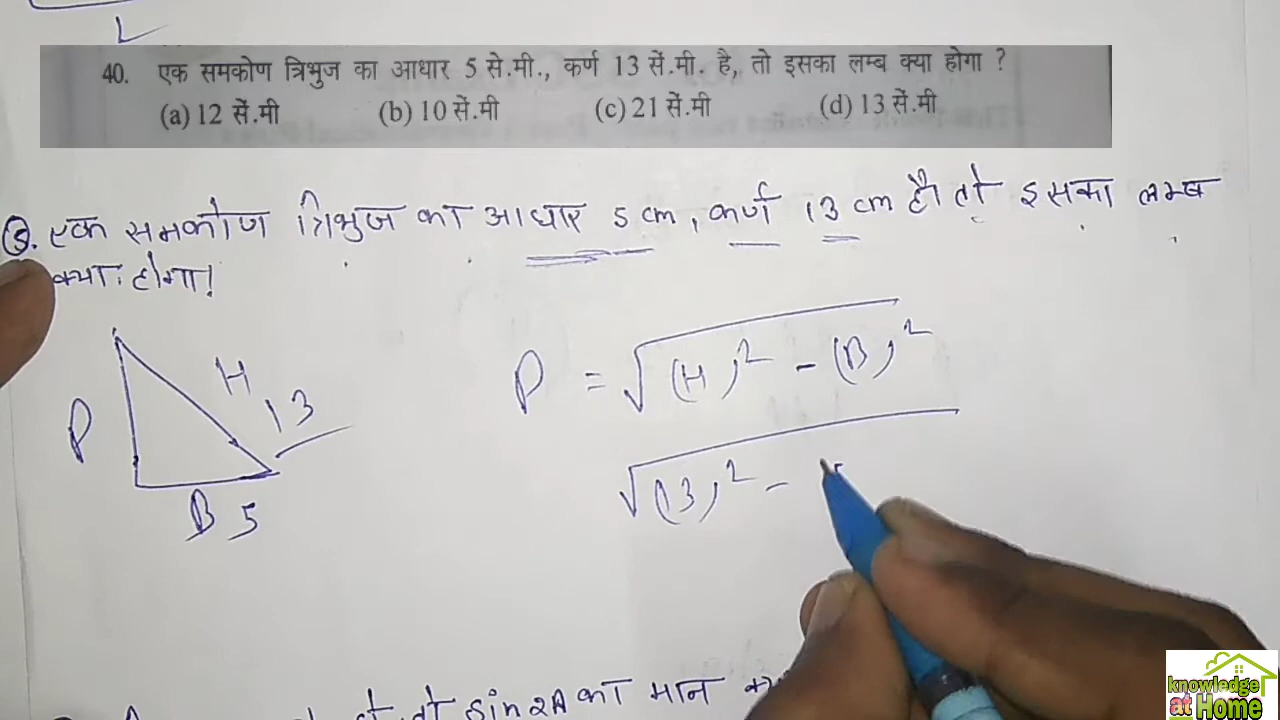 L
40. एक समकोण त्रिभुज का आधार 5 से.मी., कर्ण 13 सें.मी. है, तो इसका लम्ब क्या होगा ?
(a) 12 सें.मी (b) 10 सें.मी (c) 21 सें.मी (d) 13 सें.मी
Q. एक समकोण त्रिभुज का आधार 5 cm, कर्ण 13 cm है। तो इसका लम्ब
क्या होगा!
P H 13
B 5
P = √(H)² - (B)²
√(13)² -
sin2A का मान
knowledge
at Home